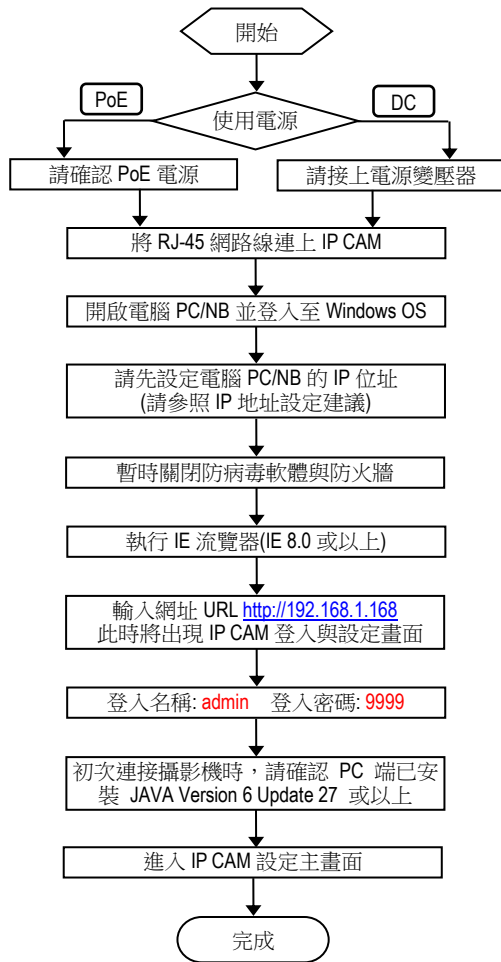 開始
PoE
使用電源
DC
請確認 PoE 電源
請接上電源變壓器
將 RJ-45 網路線連上 IP CAM
開啟電腦 PC/NB 並登入至 Windows OS
請先設定電腦 PC/NB 的 IP 位址
(請參照 IP 地址設定建議)
暫時關閉防病毒軟體與防火牆
執行 IE 流覽器(IE 8.0 或以上)
輸入網址 URL http://192.168.1.168
此時將出現 IP CAM 登入與設定畫面
登入名稱: admin 登入密碼: 9999
初次連接攝影機時，請確認 PC 端已安
裝 JAVA Version 6 Update 27 或以上
進入 IP CAM 設定主畫面
完成